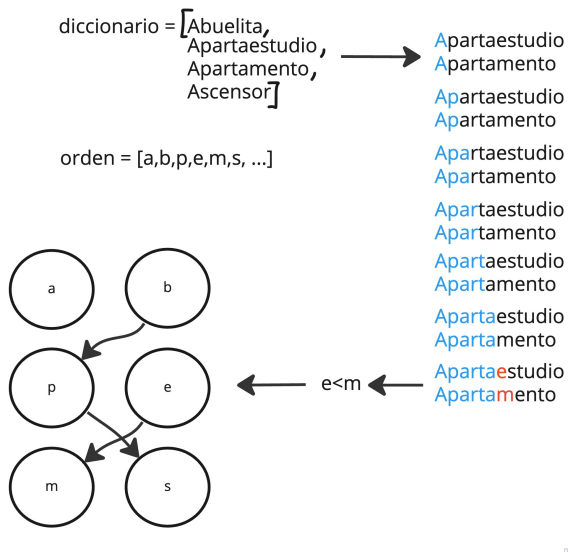 diccionario = [Abuelita,
Apartaestudio,
Apartamento,
Ascensor]
orden = [a,b,p,e,m,s, ...]
Apartaestudio
Apartamento
Apartaestudio
Apartamento
Apartaestudio
Apartamento
Apartaestudio
Apartamento
Apartaestudio
Apartamento
Apartaestudio
Apartamento
Apartaestudio
Apartamento
e<m
a
b
p
e
m
s